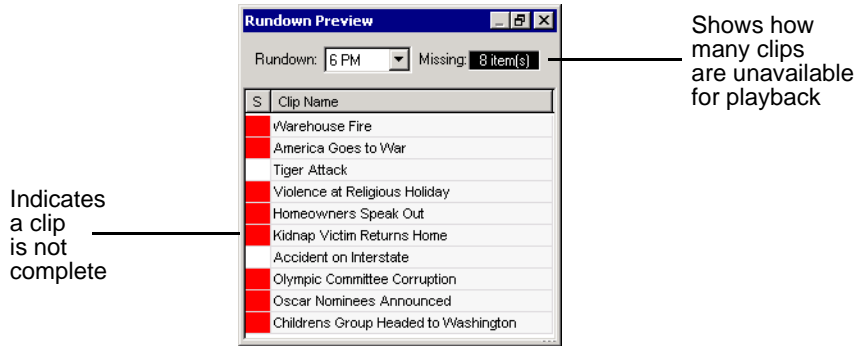 Rundown Preview
Rundown: 6 PM Missing: 8 item(s)
S Clip Name
Warehouse Fire
America Goes to War
Tiger Attack
Violence at Religious Holiday
Homeowners Speak Out
Kidnap Victim Returns Home
Accident on Interstate
Olympic Committee Corruption
Oscar Nominees Announced
Childrens Group Headed to Washington
Shows how
many clips
are unavailable
for playback
Indicates
a clip
is not
complete